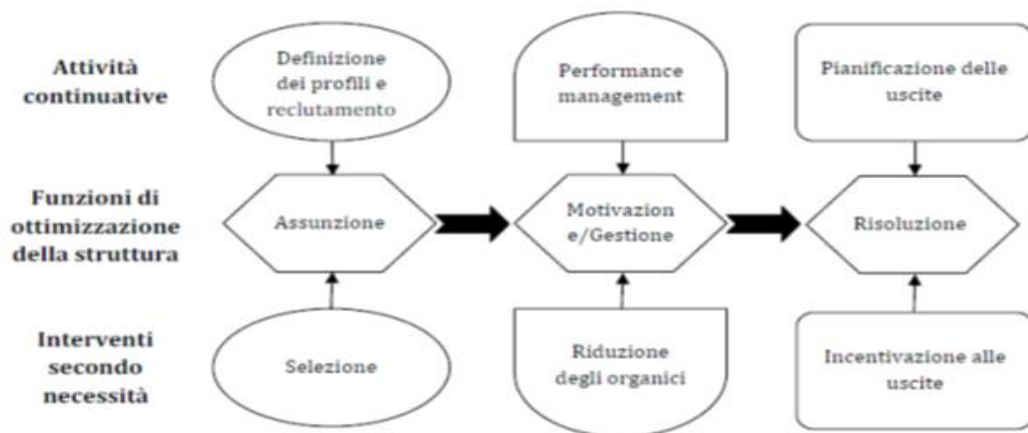 Attività
continuative
Definizione
dei profili e
reclutamento
Performance
management
Pianificazione delle
uscite
Funzioni di
ottimizzazione
della struttura
Assunzione
Motivazion
e/Gestione
Risoluzione
Interventi
secondo
necessità
Selezione
Riduzione
degli organici
Incentivazione alle
uscite